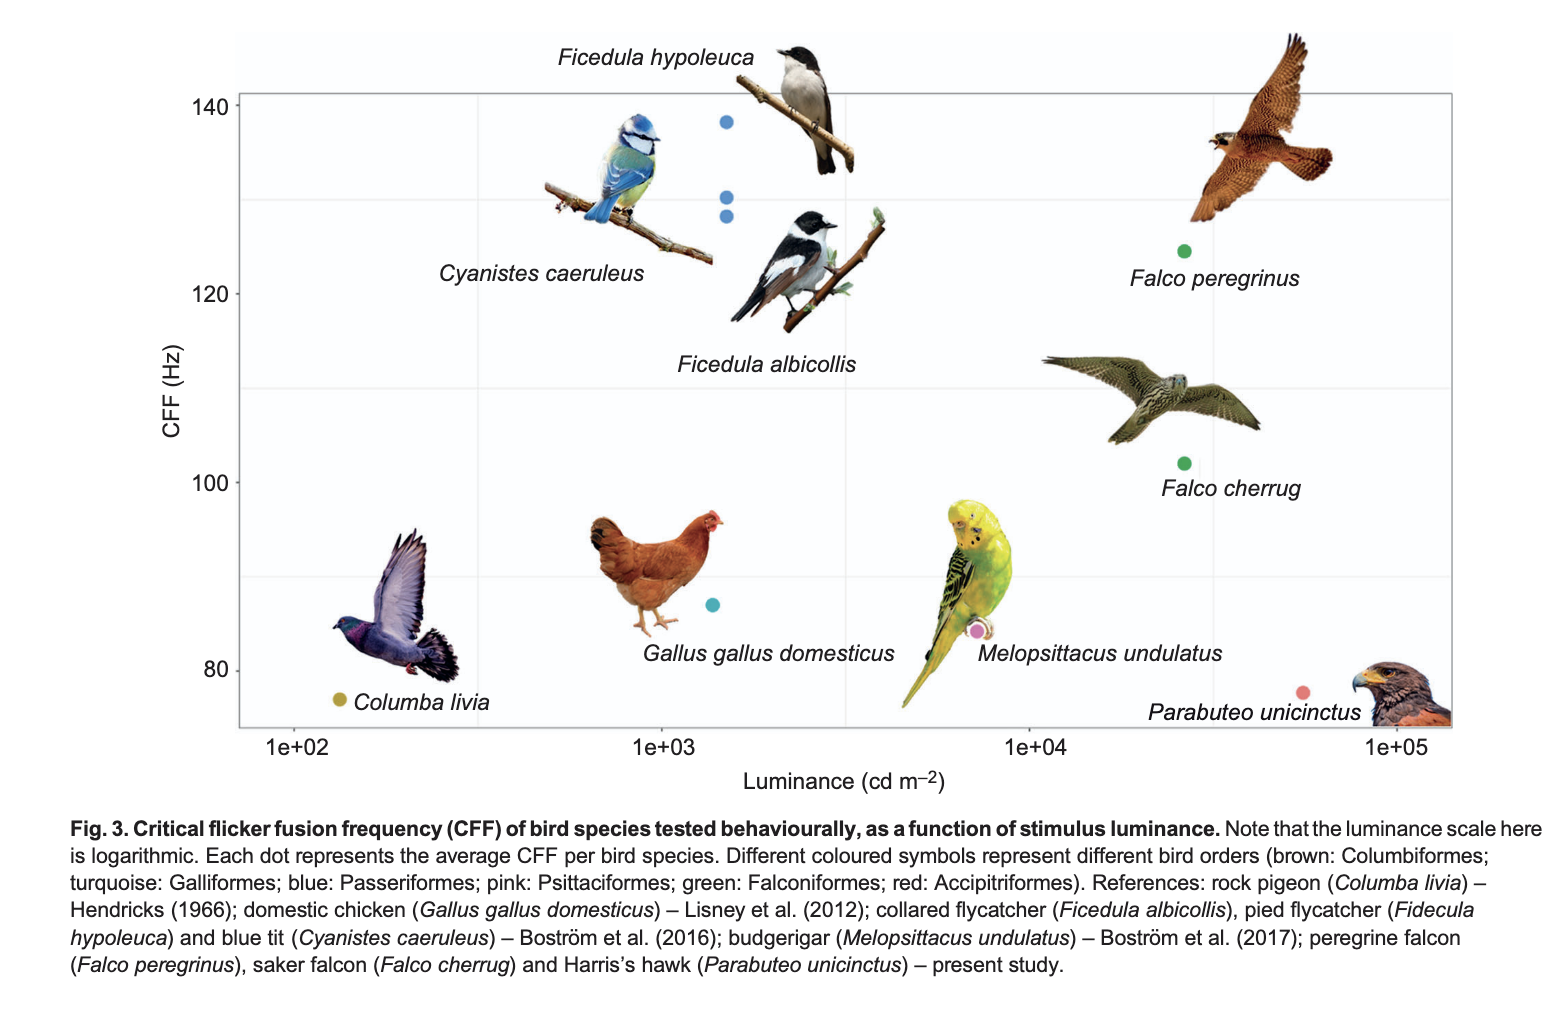 Ficedula hypoleuca
140
Cyanistes caeruleus
Falco peregrinus
120
Ficedula albicollis
CFF (Hz)
100
Falco cherrug
Gallus gallus domesticus
Melopsittacus undulatus
80
Columba livia
Parabuteo unicinctus
1e+02
1e+03
1e+04
1e+05
Luminance (cd m–2)
Fig. 3. Critical flicker fusion frequency (CFF) of bird species tested behaviourally, as a function of stimulus luminance. Note that the luminance scale here
is logarithmic. Each dot represents the average CFF per bird species. Different coloured symbols represent different bird orders (brown: Columbiformes;
turquoise: Galliformes; blue: Passeriformes; pink: Psittaciformes; green: Falconiformes; red: Accipitriformes). References: rock pigeon (Columba livia) –
Hendricks (1966); domestic chicken (Gallus gallus domesticus) – Lisney et al. (2012); collared flycatcher (Ficedula albicollis), pied flycatcher (Fidecula
hypoleuca) and blue tit (Cyanistes caeruleus) – Boström et al. (2016); budgerigar (Melopsittacus undulatus) – Boström et al. (2017); peregrine falcon
(Falco peregrinus), saker falcon (Falco cherrug) and Harris’s hawk (Parabuteo unicinctus) – present study.